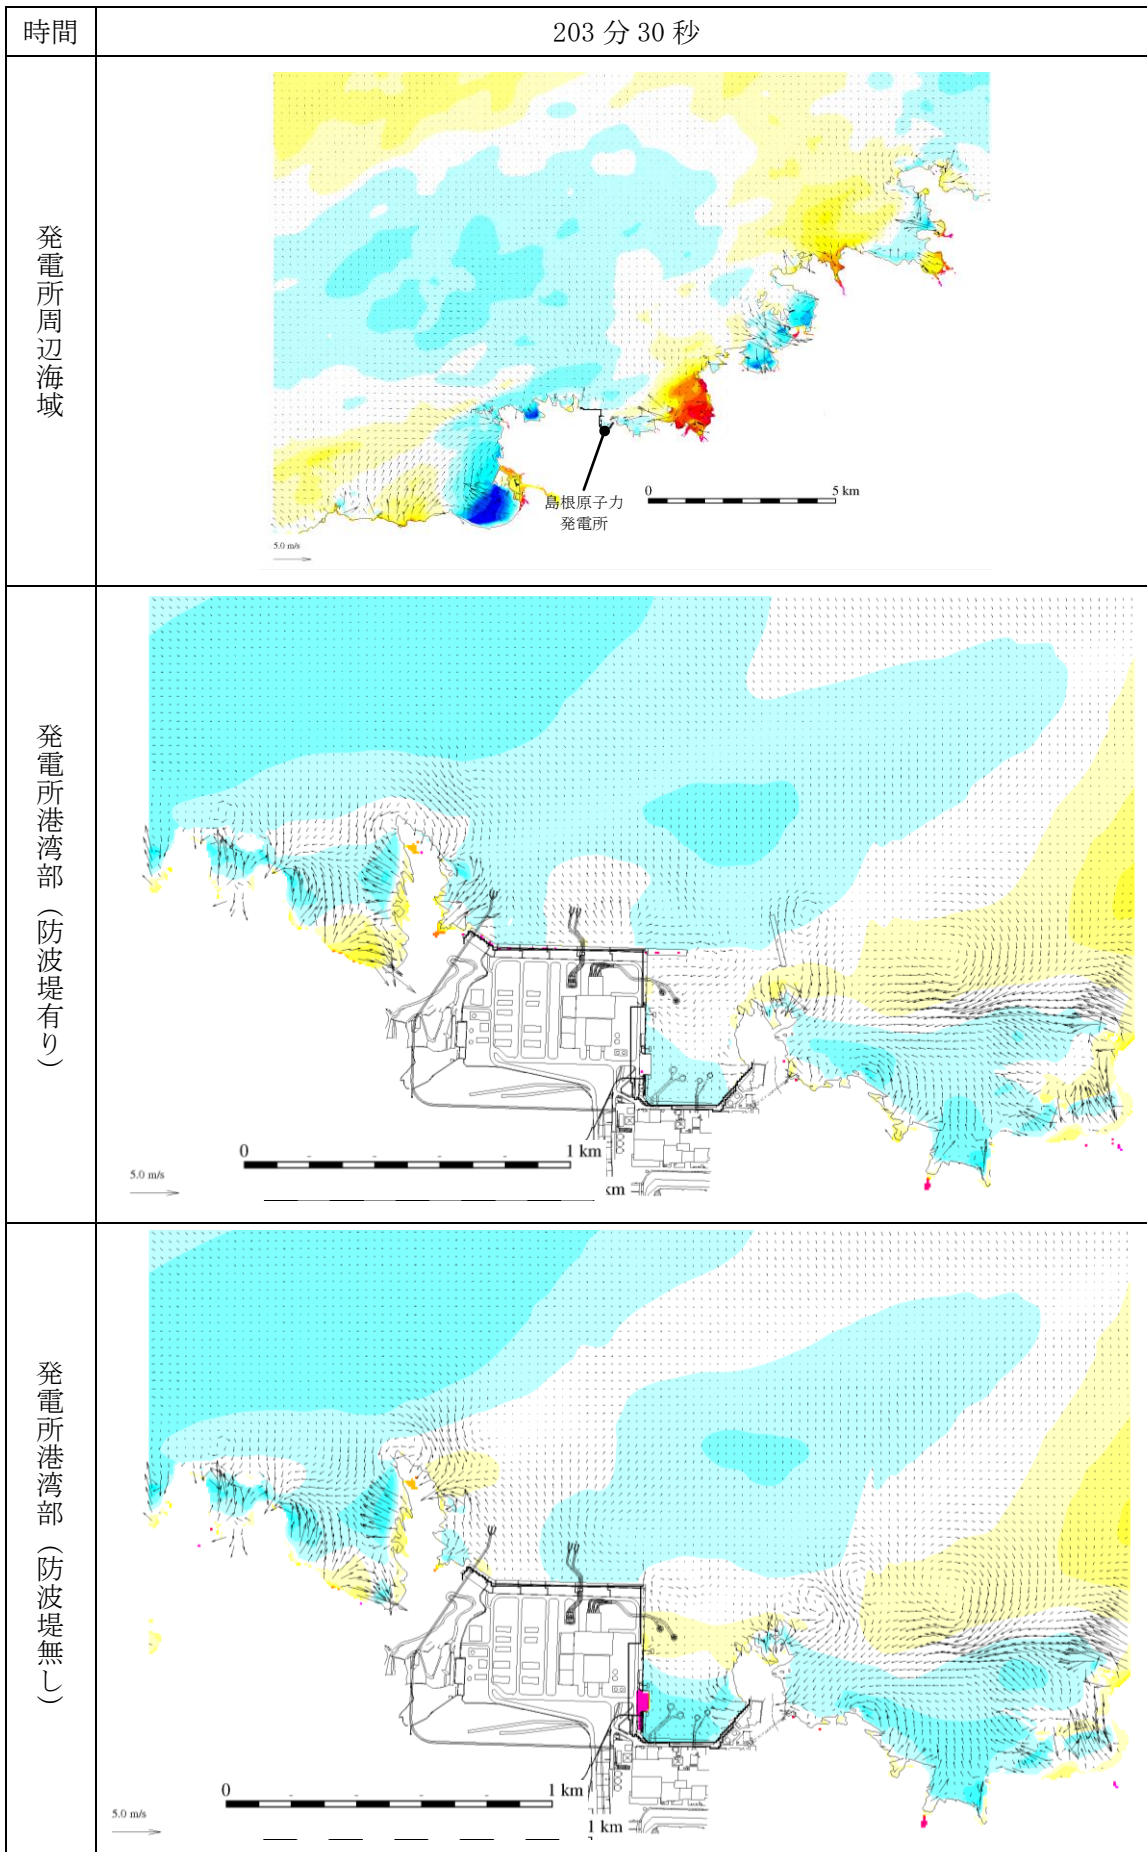 時間
203 分 30 秒
発電所周辺海域
島根原子力
発電所
0
5 km
5.0 m/s
発電所港湾部（防波堤有り）
0
1 km
5.0 m/s
km
発電所港湾部（防波堤無し）
0
1 km
5.0 m/s
1 km